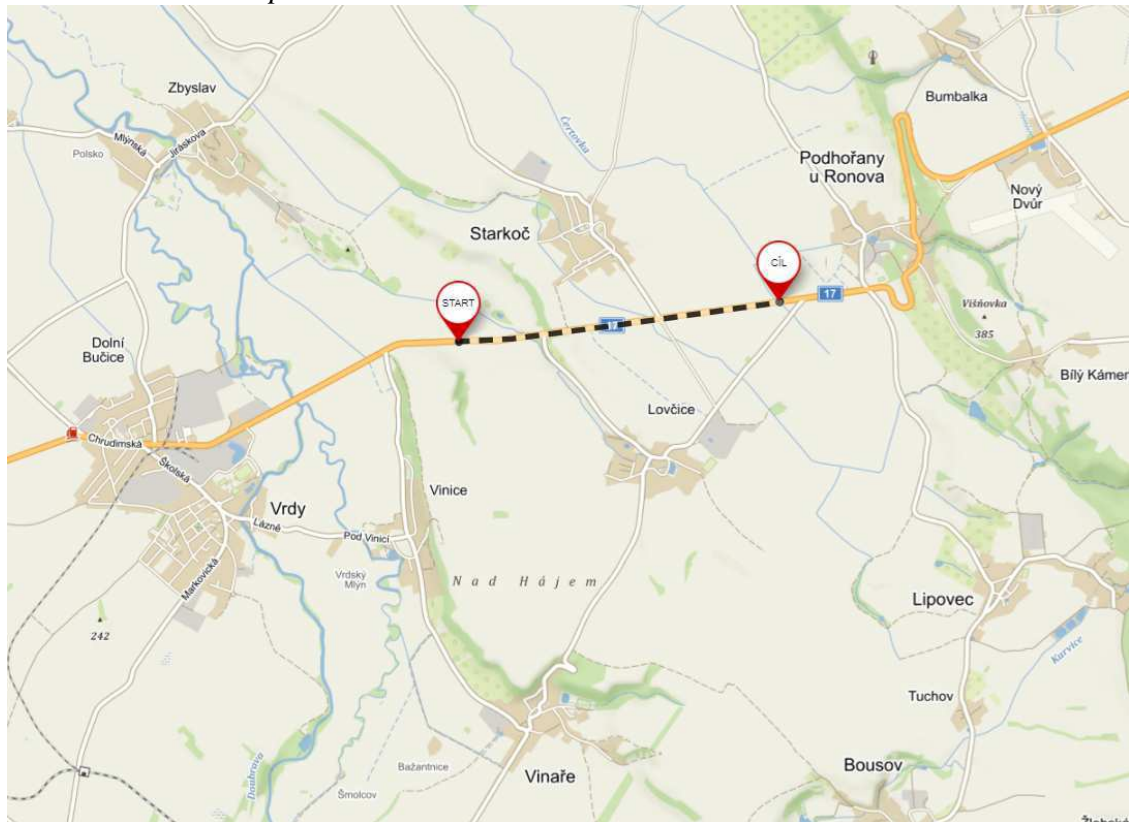 Zbyslav
Mlýnská
Jiráskova
Polsko
Čertovka
Bumbalka
Podhořany
u Ronova
Nový
Dvůr
Starkoč
CÍL
START
17
17
Višňovka
385
Bílý Kámen
Dolní
Bučice
Lovčice
Chrudimská
Školská
Vinice
Vrdy
Lázně
Pod Vinicí
Markovická
Vrdský
Mlýn
Nad Hájem
242
Lipovec
Kurvice
Tuchov
Doubrava
Bažantnice
Šmolcov
Vinaře
Bousov